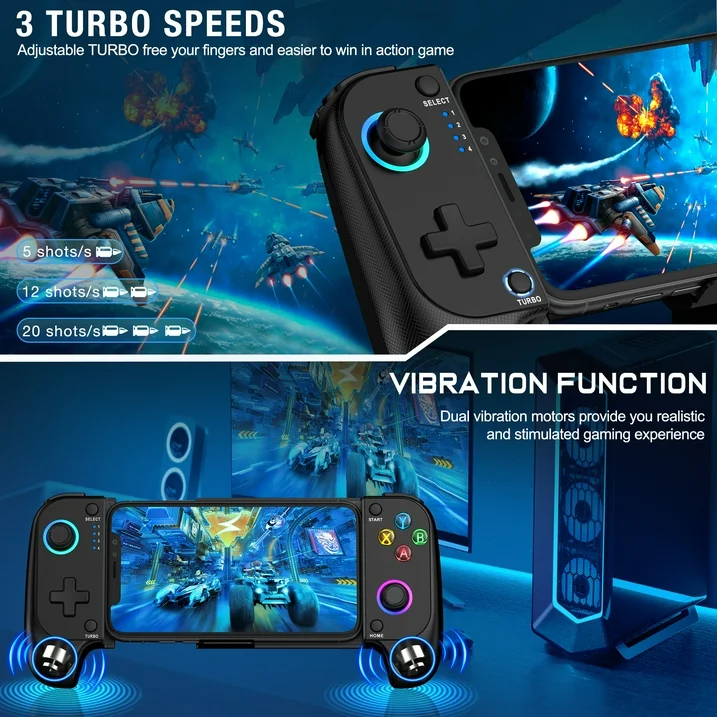 3 TURBO SPEEDS
Adjustable TURBO free your fingers and easier to win in action game
SELECT
1
2
3
4
5 shots/s
12 shots/s
20 shots/s
TURBO
VIBRATION FUNCTION
Dual vibration motors provide you realistic
and stimulated gaming experience
SELECT
START
Y
X
B
A
TURBO
HOME